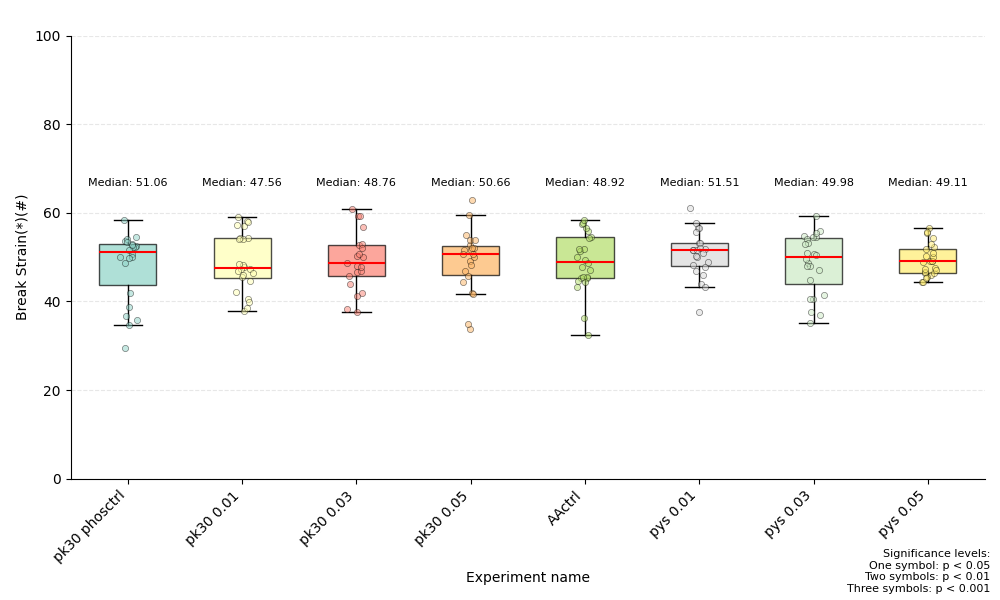 100
80
60
40
20
0
Break Strain(*)(#)
Median: 51.06
Median: 47.56
Median: 48.76
Median: 50.66
Median: 48.92
Median: 51.51
Median: 49.98
Median: 49.11
pk30 phosctrl
pk30 0.01
pk30 0.03
pk30 0.05
AActrl
pys 0.01
pys 0.03
pys 0.05
Experiment name
Significance levels:
One symbol: p < 0.05
Two symbols: p < 0.01
Three symbols: p < 0.001